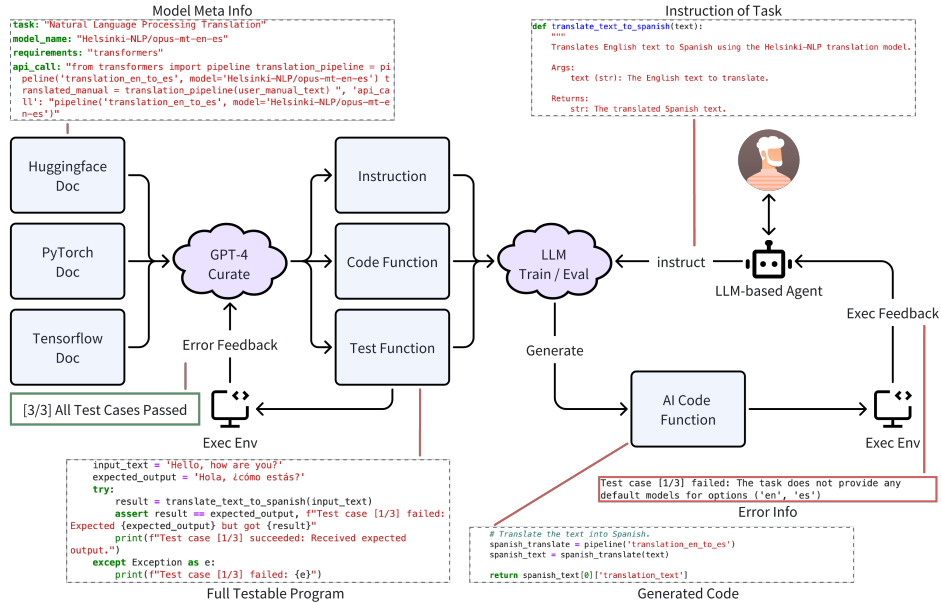 Model Meta Info
task: "Natural Language Processing Translation"
model_name: "Helsinki-NLP/opus-mt-en-es"
requirements: "transformers"
api_call: "from transformers import pipeline translation_pipeline = pi
peline('translation_en_to_es', model='Helsinki-NLP/opus-mt-en-es') t
ranslated_manual = translation_pipeline(user_manual_text) ", 'api_ca
ll': "pipeline('translation_en_to_es', model='Helsinki-NLP/opus-mt-e
n-es')"
Instruction of Task
def translate_text_to_spanish(text):
"""
Translates English text to Spanish using the Helsinki-NLP translation model.
Args:
text (str): The English text to translate.
Returns:
str: The translated Spanish text.
Huggingface
Doc
PyTorch
Doc
Tensorflow
Doc
GPT-4
Curate
Instruction
Code Function
Test Function
LLM
Train / Eval
instruct
LLM-based Agent
Exec Feedback
Error Feedback
Generate
[3/3] All Test Cases Passed
Exec Env
AI Code
Function
Exec Env
input_text = 'Hello, how are you?'
expected_output = 'Hola, ¿cómo estás?'
try:
result = translate_text_to_spanish(input_text)
assert result == expected_output, f"Test case [1/3] failed:
Expected {expected_output} but got {result}"
print(f"Test case [1/3] succeeded: Received expected
output.")
except Exception as e:
print(f"Test case [1/3] failed: {e}")
Full Testable Program
Test case [1/3] failed: The task does not provide any
default models for options ('en', 'es')
Error Info
# Translate the text into Spanish.
spanish_translate = pipeline('translation_en_to_es')
spanish_text = spanish_translate(text)
return spanish_text[0]['translation_text']
Generated Code